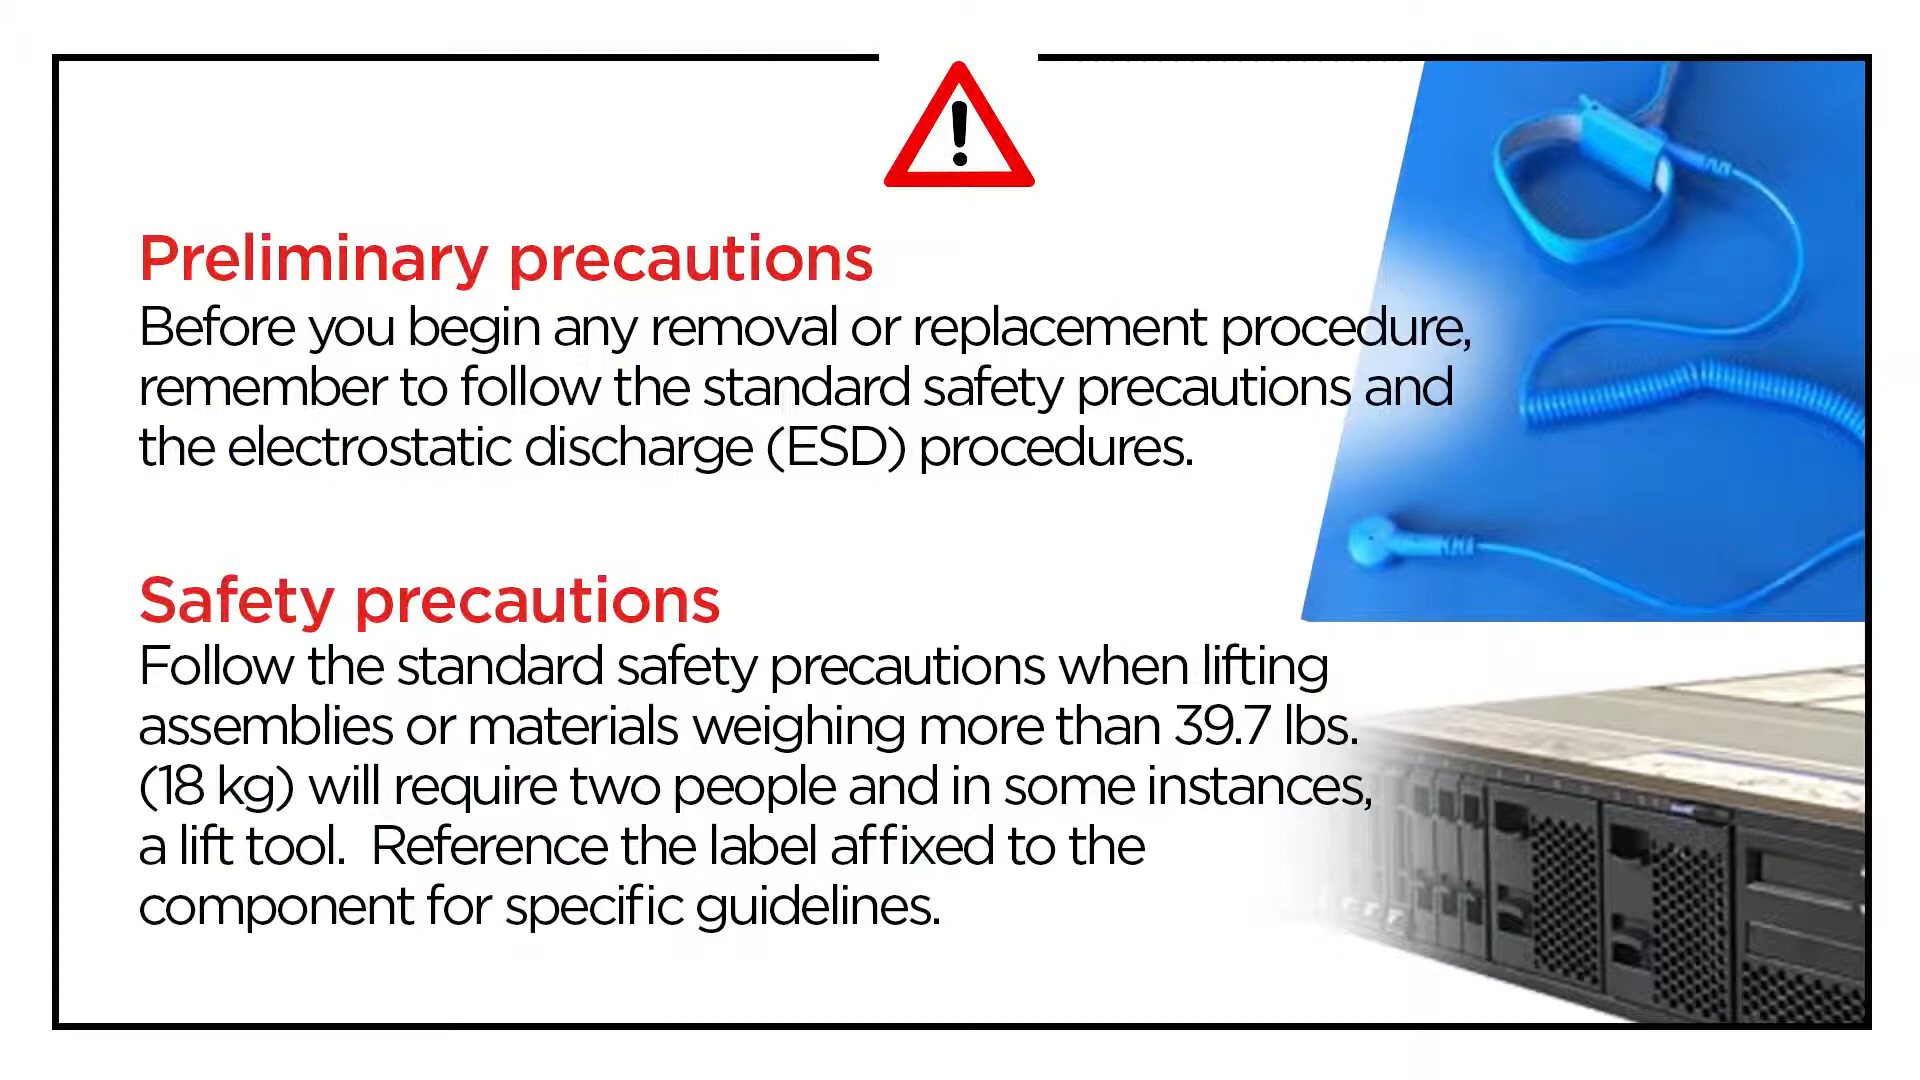 Preliminary precautions
Before you begin any removal or replacement procedure,
remember to follow the standard safety precautions and
the electrostatic discharge (ESD) procedures.
Safety precautions
Follow the standard safety precautions when lifting
assemblies or materials weighing more than 39.7 lbs.
(18 kg) will require two people and in some instances,
a lift tool.  Reference the label affixed to the
component for specific guidelines.